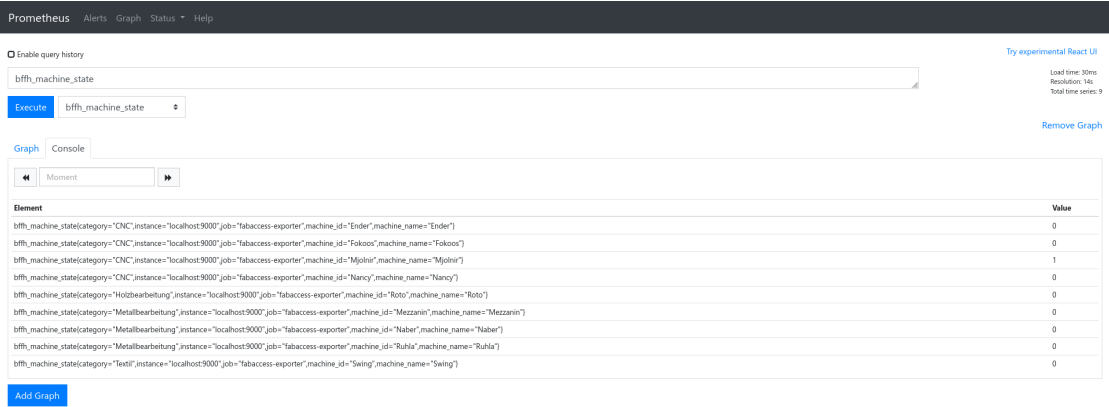 Prometheus Alerts Graph Status Help
Enable query history
Try experimental React UI
bffh_machine_state
Load time: 30ms
Resolution: 14s
Total time series: 9
Execute bffh_machine_state
Remove Graph
Graph Console
Moment
Element Value
bffh_machine_state{category="CNC",instance="localhost:9000",job="fabaccess-exporter",machine_id="Ender",machine_name="Ender"} 0
bffh_machine_state{category="CNC",instance="localhost:9000",job="fabaccess-exporter",machine_id="Fokoos",machine_name="Fokoos"} 0
bffh_machine_state{category="CNC",instance="localhost:9000",job="fabaccess-exporter",machine_id="Mjolnir",machine_name="Mjolnir"} 1
bffh_machine_state{category="CNC",instance="localhost:9000",job="fabaccess-exporter",machine_id="Nancy",machine_name="Nancy"} 0
bffh_machine_state{category="Holzbearbeitung",instance="localhost:9000",job="fabaccess-exporter",machine_id="Roto",machine_name="Roto"} 0
bffh_machine_state{category="Metallbearbeitung",instance="localhost:9000",job="fabaccess-exporter",machine_id="Mezzanin",machine_name="Mezzanin"} 0
bffh_machine_state{category="Metallbearbeitung",instance="localhost:9000",job="fabaccess-exporter",machine_id="Naber",machine_name="Naber"} 0
bffh_machine_state{category="Metallbearbeitung",instance="localhost:9000",job="fabaccess-exporter",machine_id="Ruhla",machine_name="Ruhla"} 0
bffh_machine_state{category="Textil",instance="localhost:9000",job="fabaccess-exporter",machine_id="Swing",machine_name="Swing"} 0
Add Graph